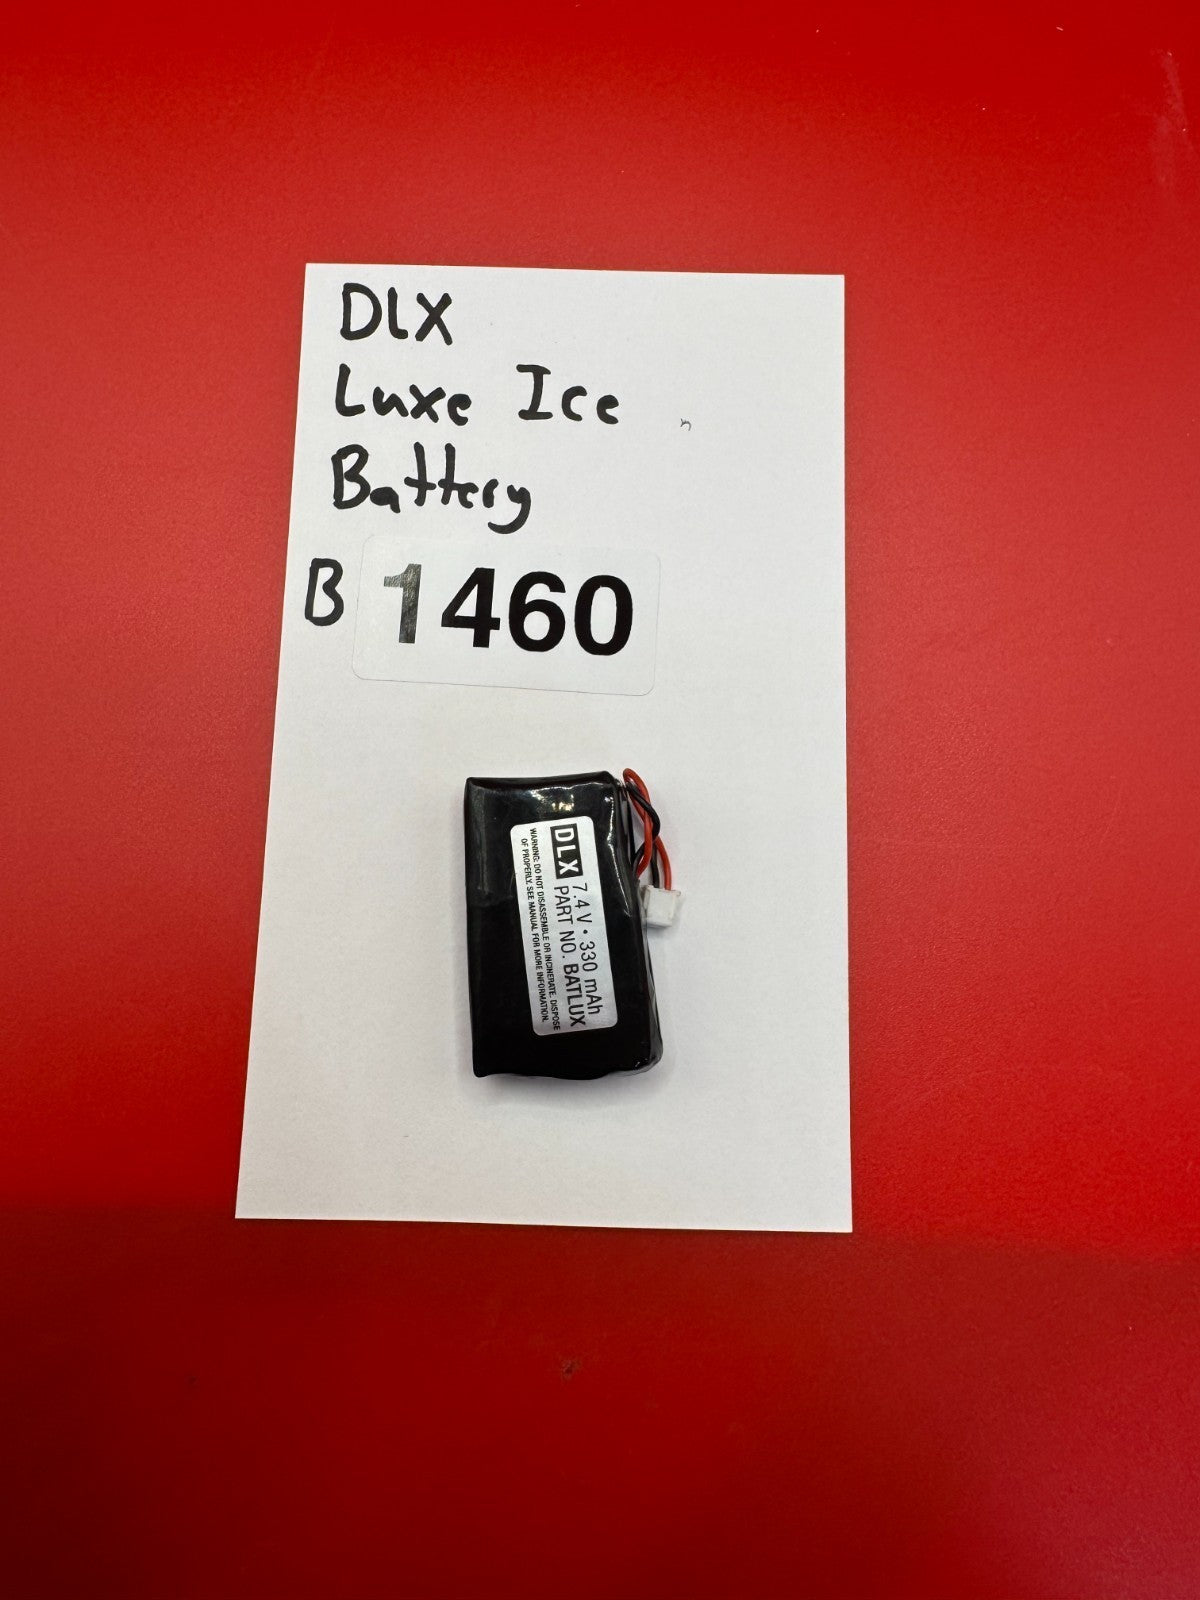 DLX
Luxe Ice
Battery
B 1460
DLX 7.4 V • 330 mAh
PART NO. BATLUX
WARNING: DO NOT DISASSEMBLE OR INCINERATE. DISPOSE
OF PROPERLY. SEE MANUAL FOR MORE INFORMATION.